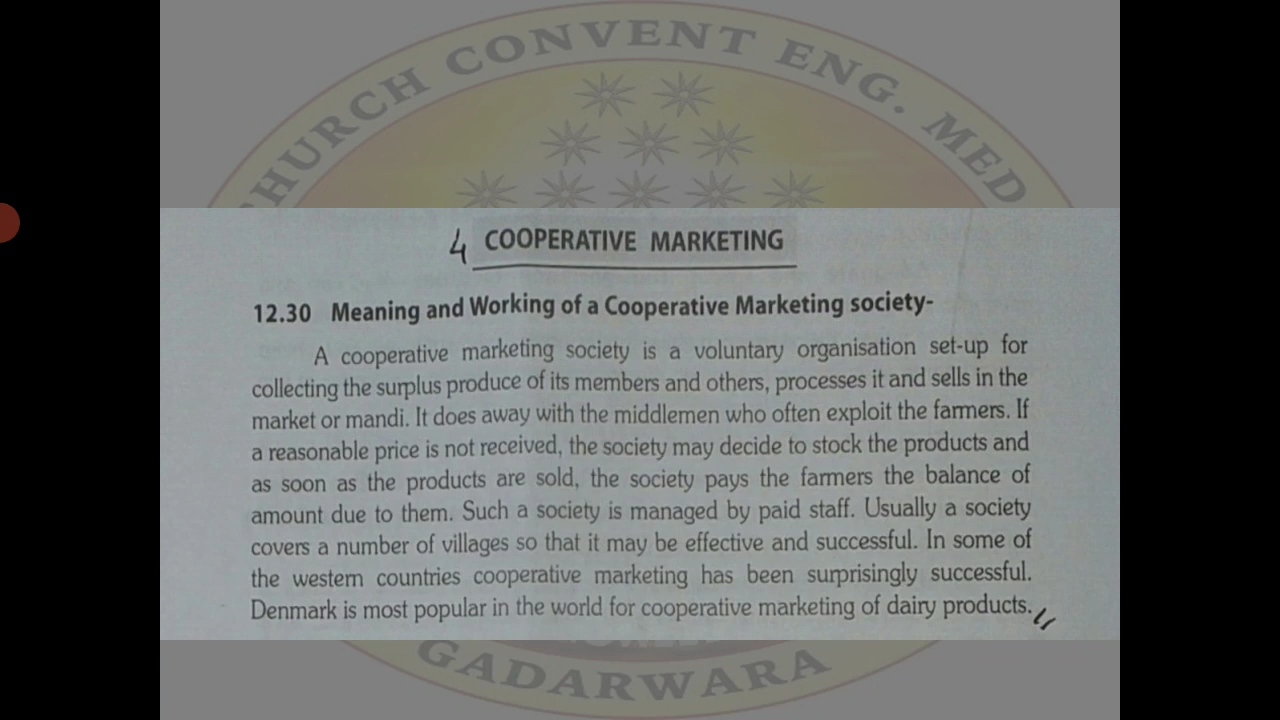 CHURCH CONVENT ENG. MED
4 COOPERATIVE MARKETING
12.30 Meaning and Working of a Cooperative Marketing society-
A cooperative marketing society is a voluntary organisation set-up for
collecting the surplus produce of its members and others, processes it and sells in the
market or mandi. It does away with the middlemen who often exploit the farmers. If
a reasonable price is not received, the society may decide to stock the products and
as soon as the products are sold, the society pays the farmers the balance of
amount due to them. Such a society is managed by paid staff. Usually a society
covers a number of villages so that it may be effective and successful. In some of
the western countries cooperative marketing has been surprisingly successful.
Denmark is most popular in the world for cooperative marketing of dairy products.
GADARWARA